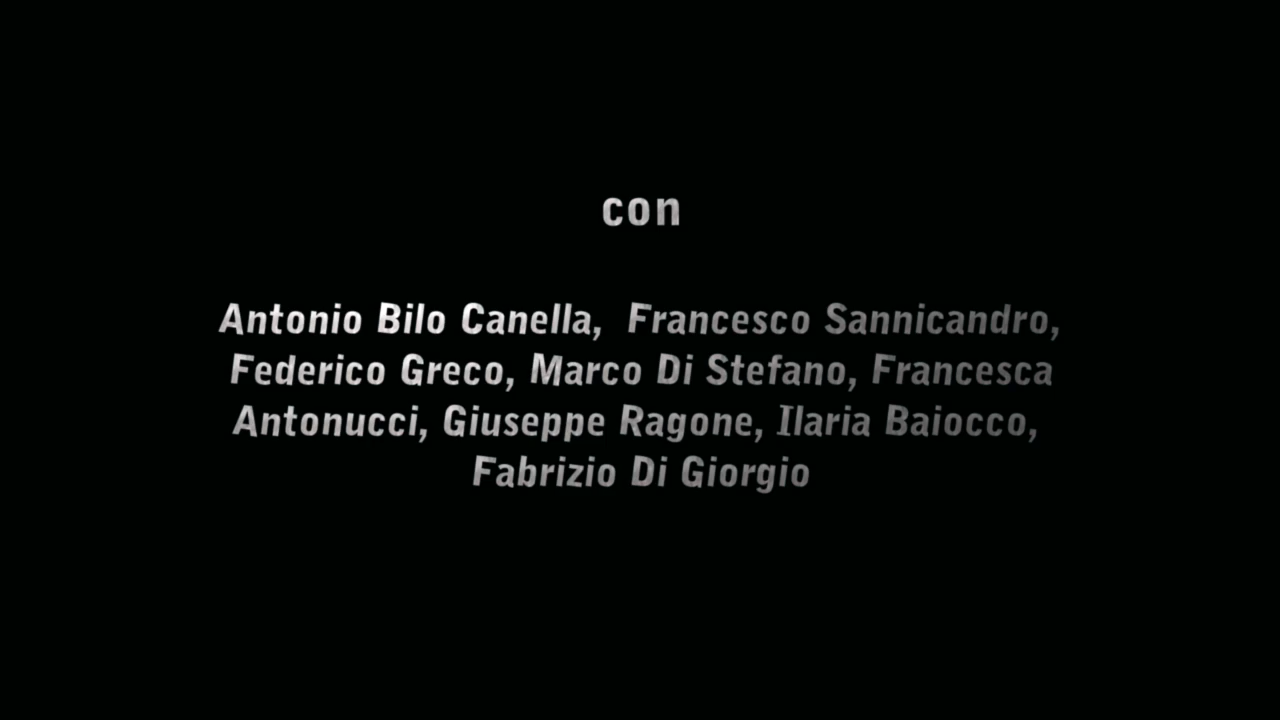 con
Antonio Bilo Canella, Francesco Sannicandro,
Federico Greco, Marco Di Stefano, Francesca
Antonucci, Giuseppe Ragone, Ilaria Baiocco,
Fabrizio Di Giorgio